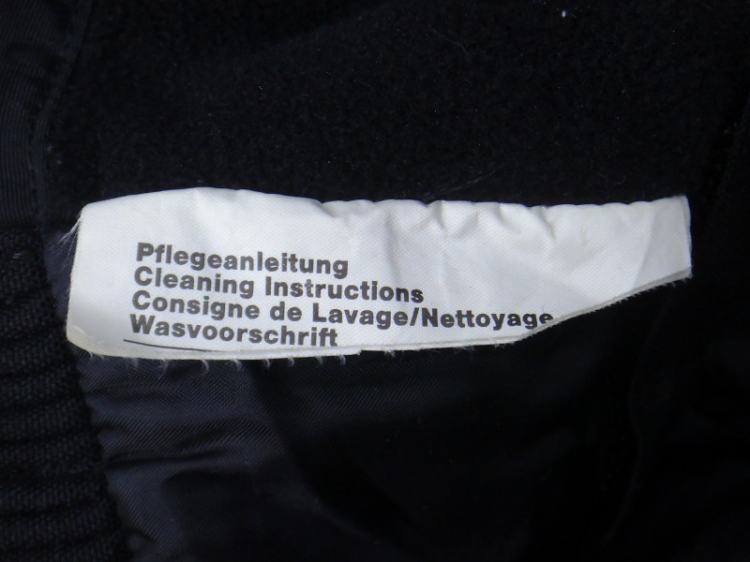 Pflegeanleitung
Cleaning Instructions
Consigne de Lavage/Nettoyage
Wasvoorschrift